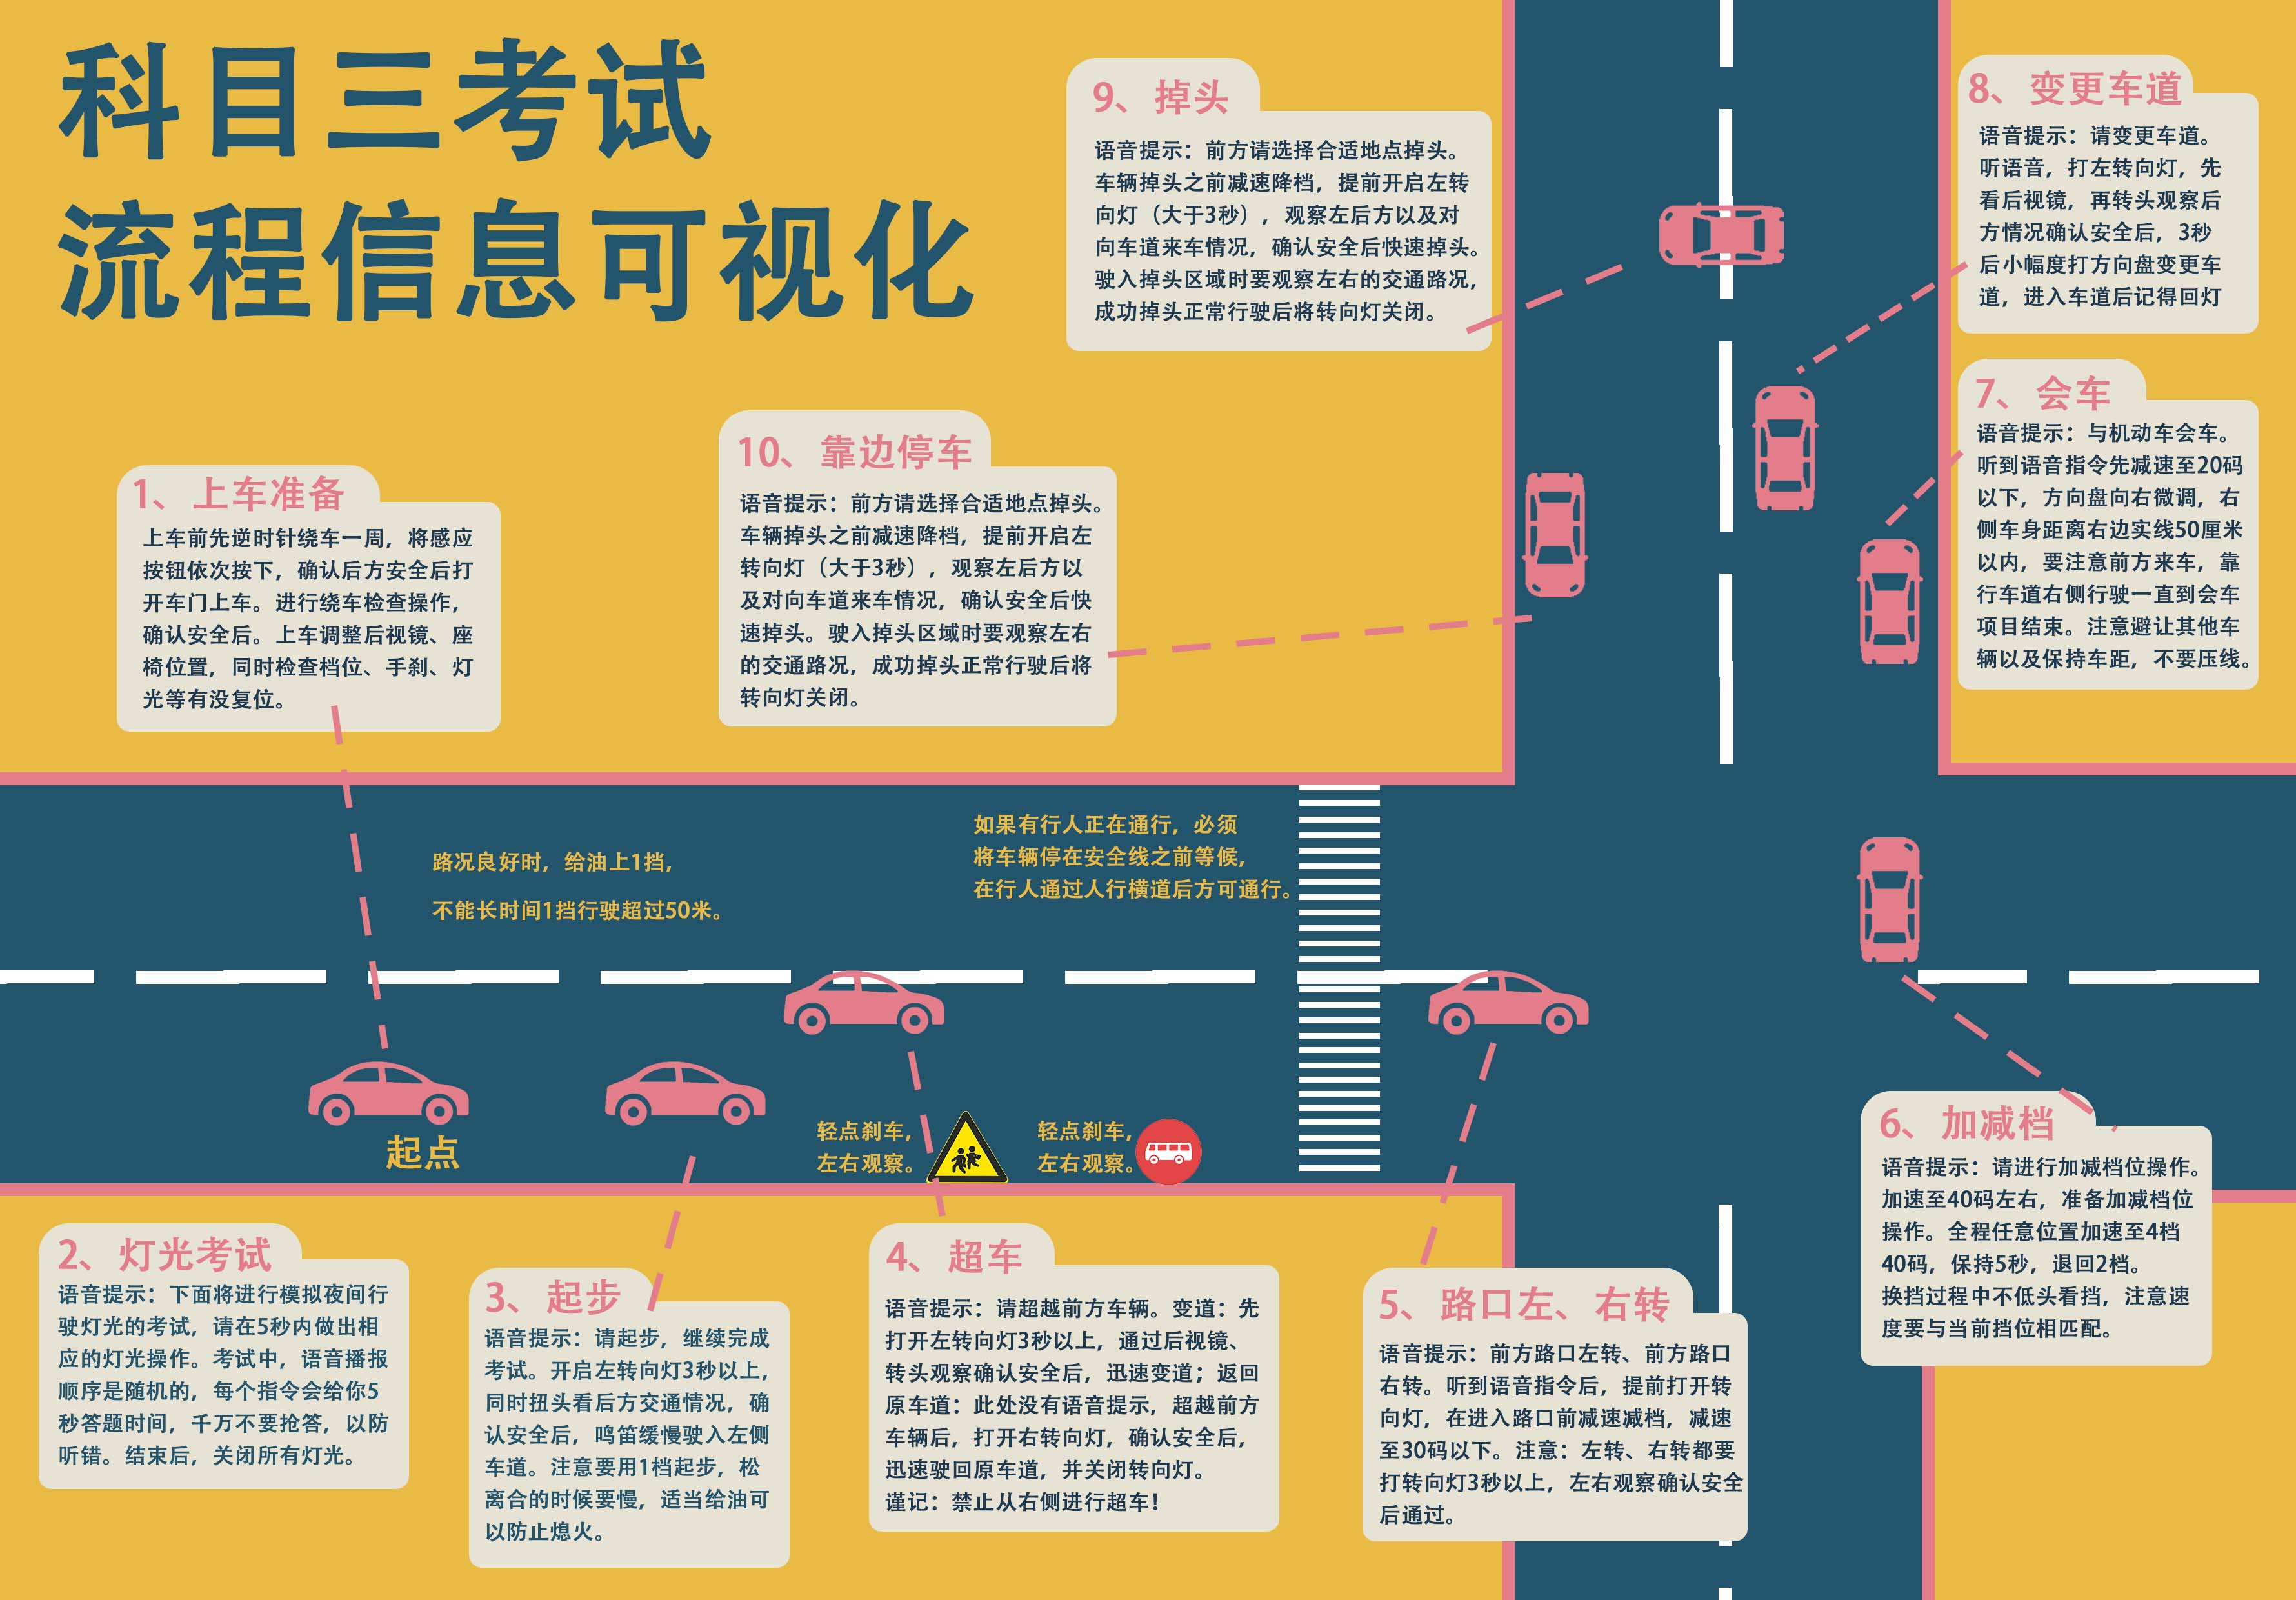 科目三考试
流程信息可视化
1、上车准备
上车前先逆时针绕车一周，将感应
按钮依次按下，确认后方安全后打
开车门上车。进行绕车检查操作，
确认安全后。上车调整后视镜、座
椅位置，同时检查档位、手刹、灯
光等有没复位。
2、灯光考试
语音提示：下面将进行模拟夜间行
驶灯光的考试，请在5秒内做出相
应的灯光操作。考试中，语音播报
顺序是随机的，每个指令会给你5
秒答题时间，千万不要抢答，以防
听错。结束后，关闭所有灯光。
3、起步
语音提示：请起步，继续完成
考试。开启左转向灯3秒以上，
同时扭头看后方交通情况，确
认安全后，鸣笛缓慢驶入左侧
车道。注意要用1档起步，松
离合的时候要慢，适当给油可
以防止熄火。
4、超车
语音提示：请超越前方车辆。变道：先
打开左转向灯3秒以上，通过后视镜、
转头观察确认安全后，迅速变道；返回
原车道：此处没有语音提示，超越前方
车辆后，打开右转向灯，确认安全后，
迅速驶回原车道，并关闭转向灯。
谨记：禁止从右侧进行超车！
5、路口左、右转
语音提示：前方路口左转、前方路口
右转。听到语音指令后，提前打开转
向灯，在进入路口前减速减档，减速
至30码以下。注意：左转、右转都要
打转向灯3秒以上，左右观察确认安全
后通过。
6、加减档
语音提示：请进行加减档位操作。
加速至40码左右，准备加减档位
操作。全程任意位置加速至4档
40码，保持5秒，退回2档。
换挡过程中不低头看挡，注意速
度要与当前挡位相匹配。
7、会车
语音提示：与机动车会车。
听到语音指令先减速至20码
以下，方向盘向右微调，右
侧车身距离右边实线50厘米
以内，要注意前方来车，靠
行车道右侧行驶一直到会车
项目结束。注意避让其他车
辆以及保持车距，不要压线。
8、变更车道
语音提示：请变更车道。
听语音，打左转向灯，先
看后视镜，再转头观察后
方情况确认安全后，3秒
后小幅度打方向盘变更车
道，进入车道后记得回灯
9、掉头
语音提示：前方请选择合适地点掉头。
车辆掉头之前减速降档，提前开启左转
向灯（大于3秒），观察左后方以及对
向车道来车情况，确认安全后快速掉头。
驶入掉头区域时要观察左右的交通路况，
成功掉头正常行驶后将转向灯关闭。
10、靠边停车
语音提示：前方请选择合适地点掉头。
车辆掉头之前减速降档，提前开启左
转向灯（大于3秒），观察左后方以
及对向车道来车情况，确认安全后快
速掉头。驶入掉头区域时要观察左右
的交通路况，成功掉头正常行驶后将
转向灯关闭。
路况良好时，给油上1挡，
不能长时间1挡行驶超过50米。
如果有行人正在通行，必须
将车辆停在安全线之前等候，
在行人通过人行横道后方可通行。
起点
轻点刹车，
左右观察。
轻点刹车，
左右观察。